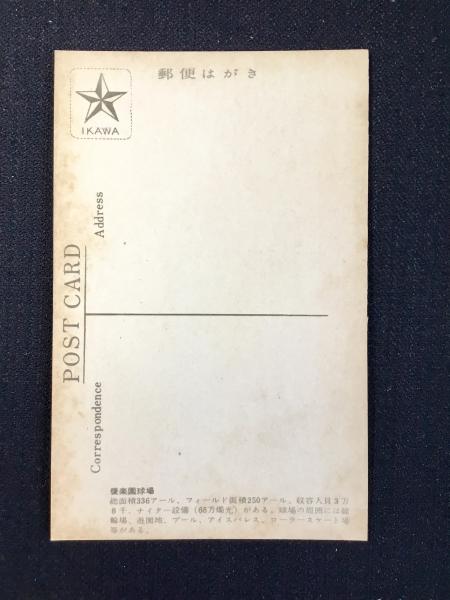 郵便はがき
IKAWA
POST CARD
Address
Correspondence
後楽園球場
総面積336アール、フィールド面積250アール、収容人員3万
8千、ナイター設備（66万燭光）がある。球場の周囲には競
輪場、遊園地、プール、アイスパレス、ローラースケート場
等がある。